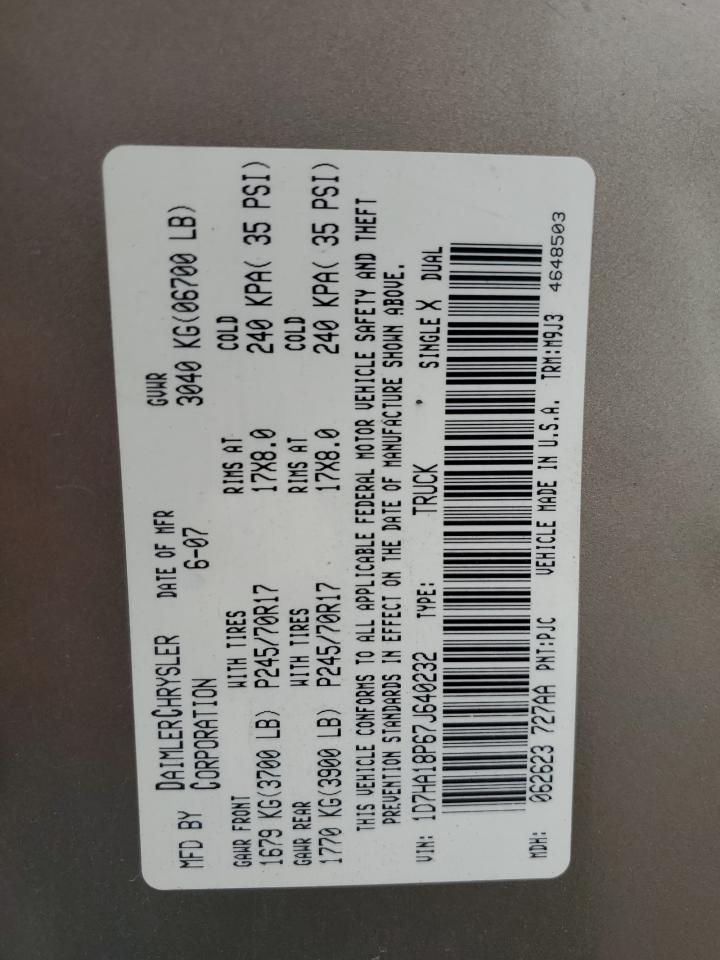 MFD BY DAIMLERCHRYSLER CORPORATION DATE OF MFR 6-07 GVWR 3040 KG(06700 LB)
GAWR FRONT WITH TIRES RIMS AT COLD
1679 KG(3700 LB) P245/70R17 17X8.0 240 KPA( 35 PSI)
GAWR REAR WITH TIRES RIMS AT COLD
1770 KG(3900 LB) P245/70R17 17X8.0 240 KPA( 35 PSI)
THIS VEHICLE CONFORMS TO ALL APPLICABLE FEDERAL MOTOR VEHICLE SAFETY AND THEFT
PREVENTION STANDARDS IN EFFECT ON THE DATE OF MANUFACTURE SHOWN ABOVE.
VIN: 1D7HA18P67J640232 TYPE: TRUCK SINGLE X DUAL
MDH: 062623 727AA PNT:PJC VEHICLE MADE IN U.S.A. TRM:M9J3 4648503